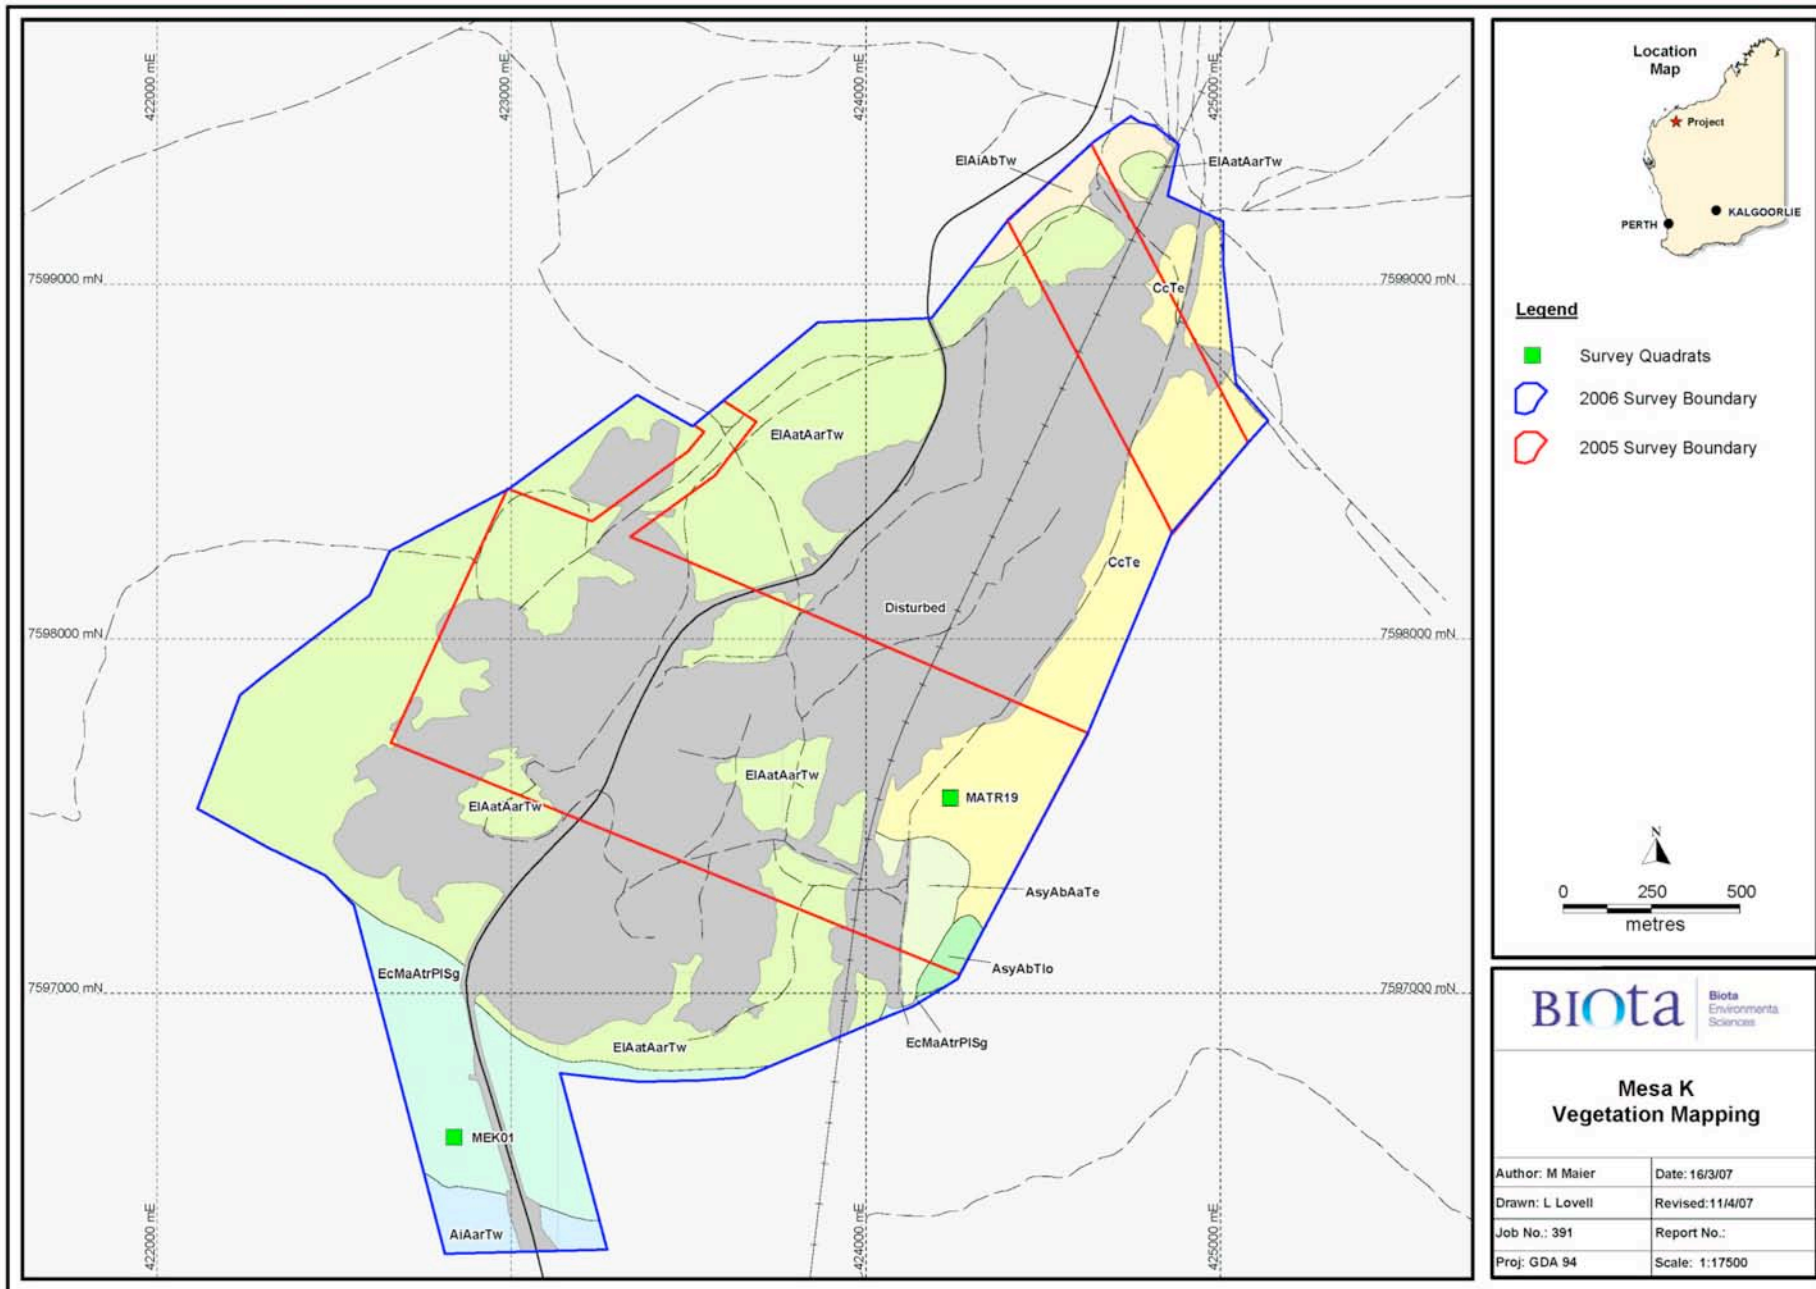 422000 mE
423000 mE
424000 mE
425000 mE
ElAiAbTw
ElAatAarTw
7599000 mN
7599000 mN
CcTe
ElAatAarTw
CcTe
Disturbed
7598000 mN
7598000 mN
ElAatAarTw
ElAatAarTw
MATR19
AsyAbAaTe
AsyAbTlo
EcMaAtrPlSg
7597000 mN
7597000 mN
ElAatAarTw
EcMaAtrPlSg
MEK01
AiAarTw
422000 mE
423000 mE
424000 mE
425000 mE
Location
Map
Project
PERTH
KALGOORLIE
Legend
Survey Quadrats
2006 Survey Boundary
2005 Survey Boundary
N
0 250 500
metres
BIOta
Biota
Environmenta
Sciences
Mesa K
Vegetation Mapping
Author: M Maier
Date: 16/3/07
Drawn: L Lovell
Revised:11/4/07
Job No.: 391
Report No.:
Proj: GDA 94
Scale: 1:17500